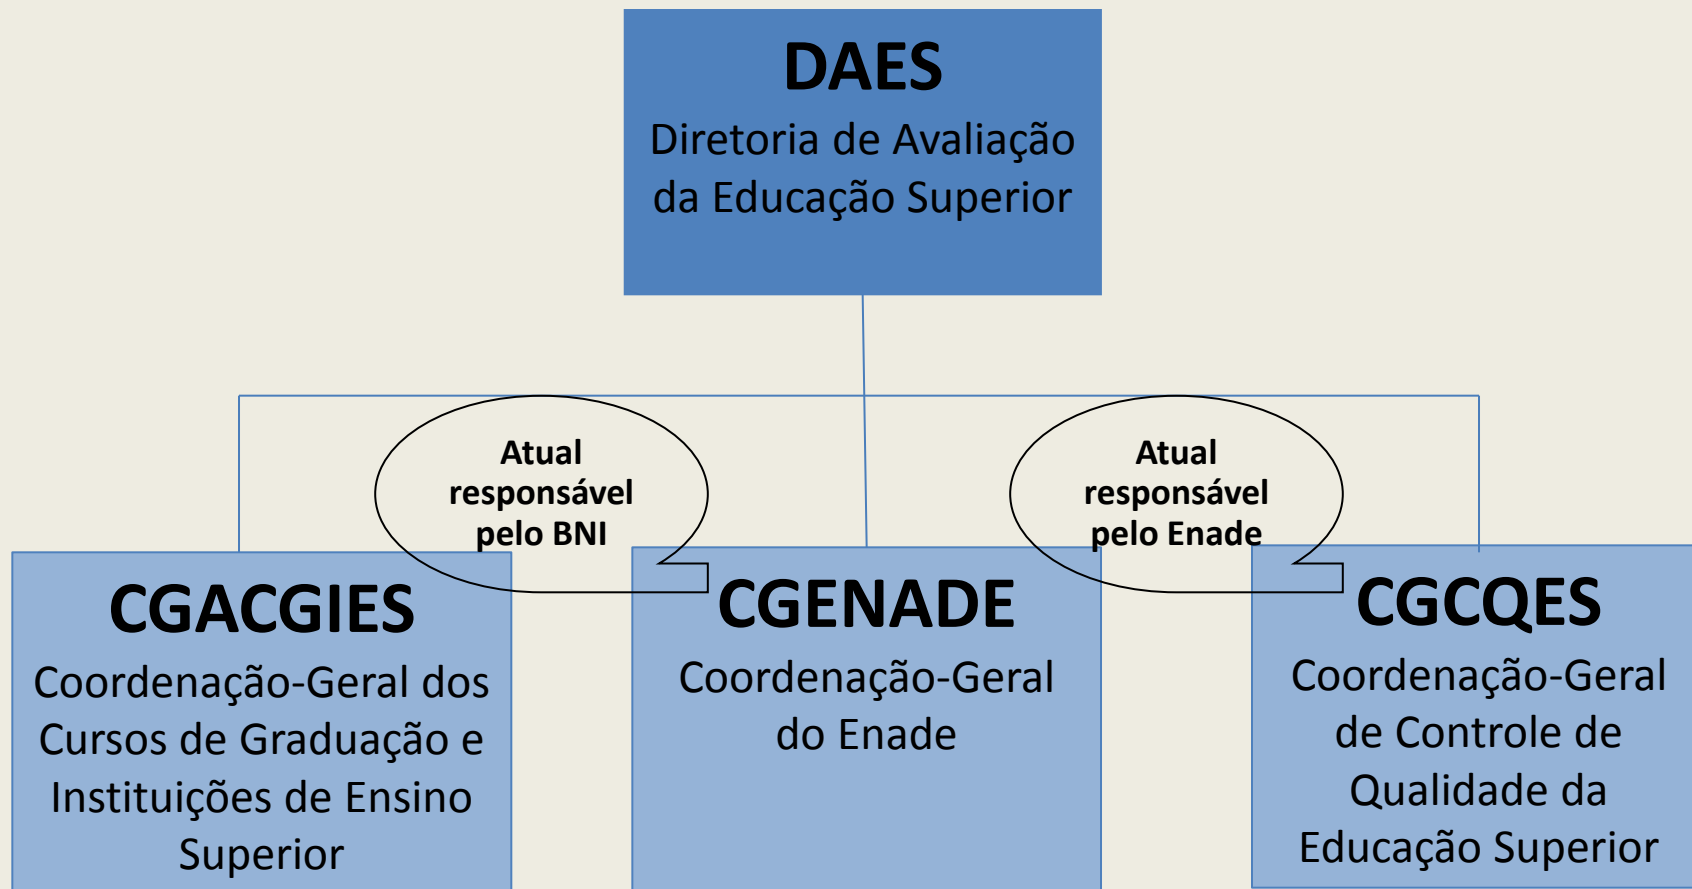 DAES
Diretoria de Avaliação
da Educação Superior
Atual
responsável
pelo BNI
Atual
responsável
pelo Enade
CGACGIES
Coordenação-Geral dos
Cursos de Graduação e
Instituições de Ensino
Superior
CGENADE
Coordenação-Geral
do Enade
CGCQES
Coordenação-Geral
de Controle de
Qualidade da
Educação Superior